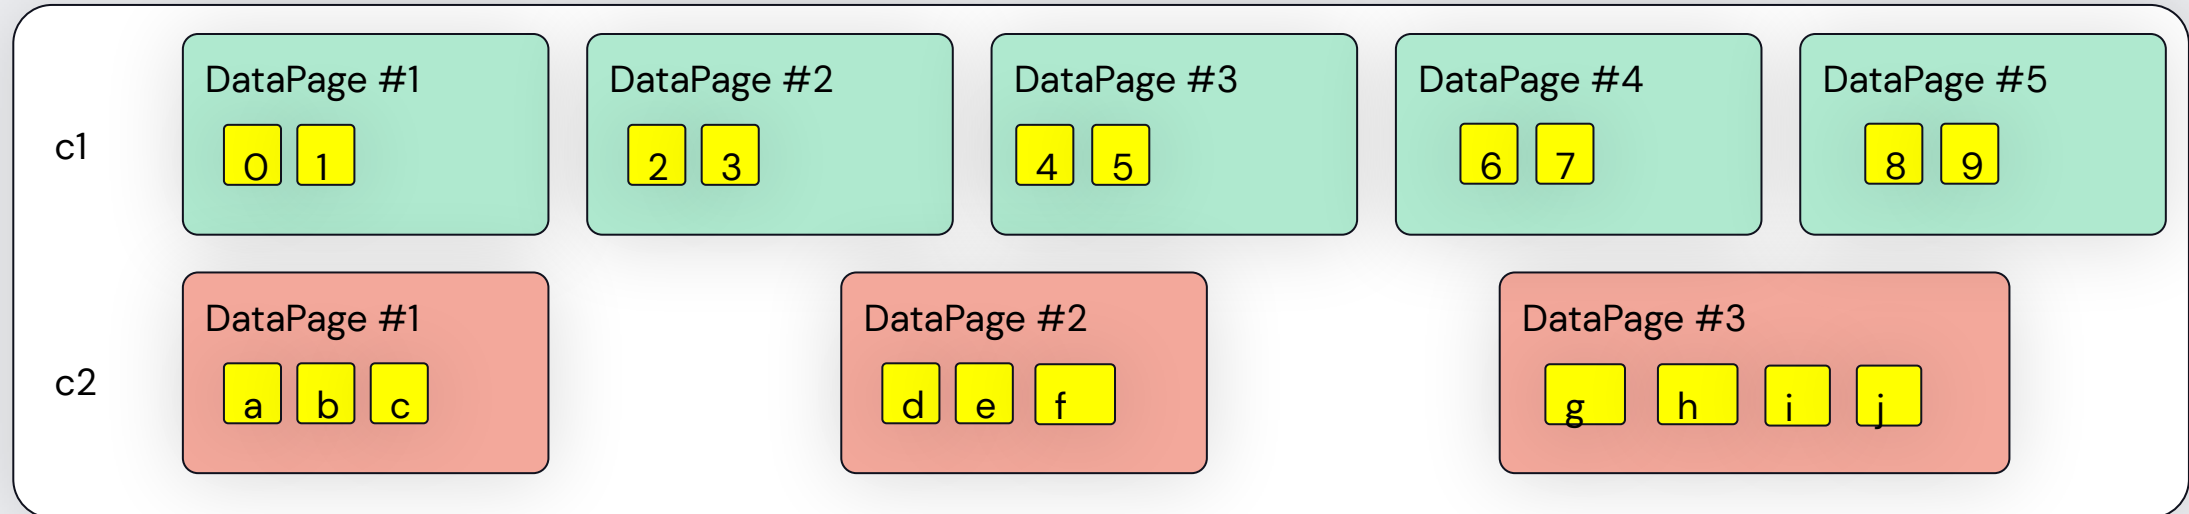 DataPage #1 DataPage #2 DataPage #3 DataPage #4 DataPage #5
c1
0 1 2 3 4 5 6 7 8 9
DataPage #1 DataPage #2 DataPage #3
c2
a b c d e f g h i j